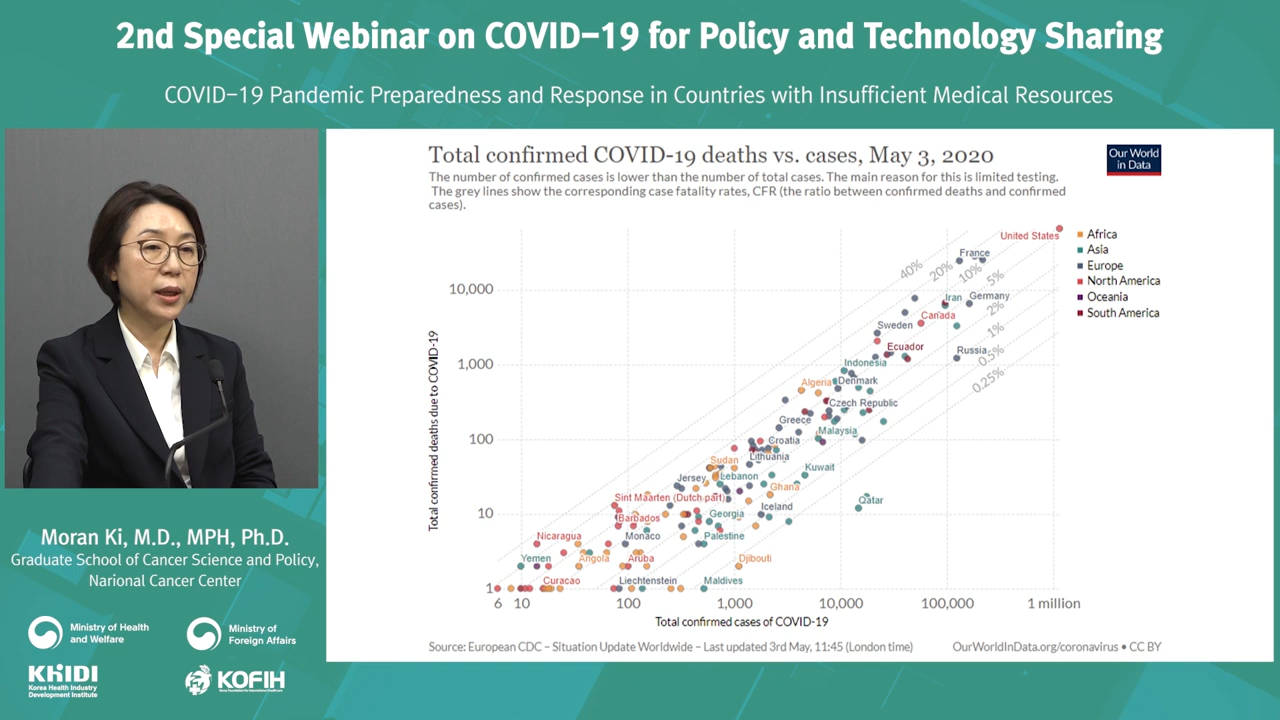 2nd Special Webinar on COVID-19 for Policy and Technology Sharing
COVID-19 Pandemic Preparedness and Response in Countries with Insufficient Medical Resources
Total confirmed COVID-19 deaths vs. cases, May 3, 2020
Our World
in Data
The number of confirmed cases is lower than the number of total cases. The main reason for this is limited testing.
The grey lines show the corresponding case fatality rates, CFR (the ratio between confirmed deaths and confirmed
cases).
Total confirmed deaths due to COVID-19
10,000
1,000
100
10
1
40%
20%
10%
5%
2%
1%
0.5%
0.25%
United States
France
Iran
Germany
Canada
Sweden
Ecuador
Russia
Indonesia
Algeria
Denmark
Czech Republic
Greece
Malaysia
Croatia
Lithuania
Sudan
Kuwait
Jersey
Lebanon
Ghana
Sint Maarten (Dutch part)
Qatar
Barbados
Georgia
Iceland
Nicaragua
Monaco
Palestine
Yemen
Angola
Aruba
Djibouti
Curacao
Liechtenstein
Maldives
6
10
100
1,000
10,000
100,000
1 million
Total confirmed cases of COVID-19
Africa
Asia
Europe
North America
Oceania
South America
Source: European CDC – Situation Update Worldwide – Last updated 3rd May, 11:45 (London time)
OurWorldInData.org/coronavirus • CC BY
Moran Ki, M.D., MPH, Ph.D.
Graduate School of Cancer Science and Policy,
Narional Cancer Center
Ministry of Health
and Welfare
Ministry of
Foreign Affairs
KHIDI
Korea Health Industry
Development Institute
KOFIH
Korea Foundation for International Healthcare